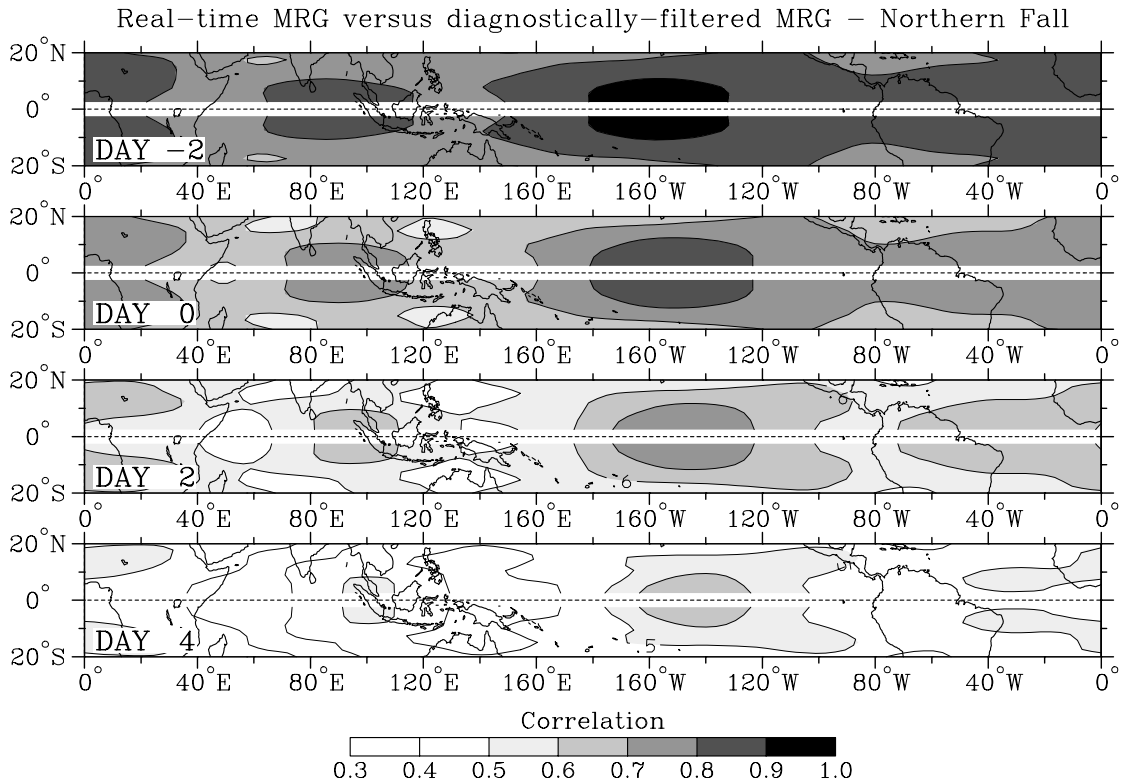 Real-time MRG versus diagnostically-filtered MRG – Northern Fall
20°N
0°
20°S
DAY −2
0° 40°E 80°E 120°E 160°E 160°W 120°W 80°W 40°W 0°
20°N
0°
20°S
DAY 0
0° 40°E 80°E 120°E 160°E 160°W 120°W 80°W 40°W 0°
20°N
.6
0°
.6
20°S
DAY 2
0° 40°E 80°E 120°E 160°E 160°W 120°W 80°W 40°W 0°
20°N
0°
.5
20°S
DAY 4
0° 40°E 80°E 120°E 160°E 160°W 120°W 80°W 40°W 0°
Correlation
0.3 0.4 0.5 0.6 0.7 0.8 0.9 1.0